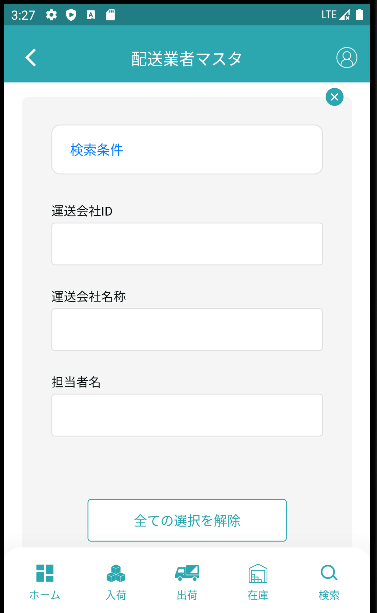 3:27 A LTE
配送業者マスタ
検索条件
運送会社ID
運送会社名称
担当者名
全ての選択を解除
ホーム 入荷 出荷 在庫 検索